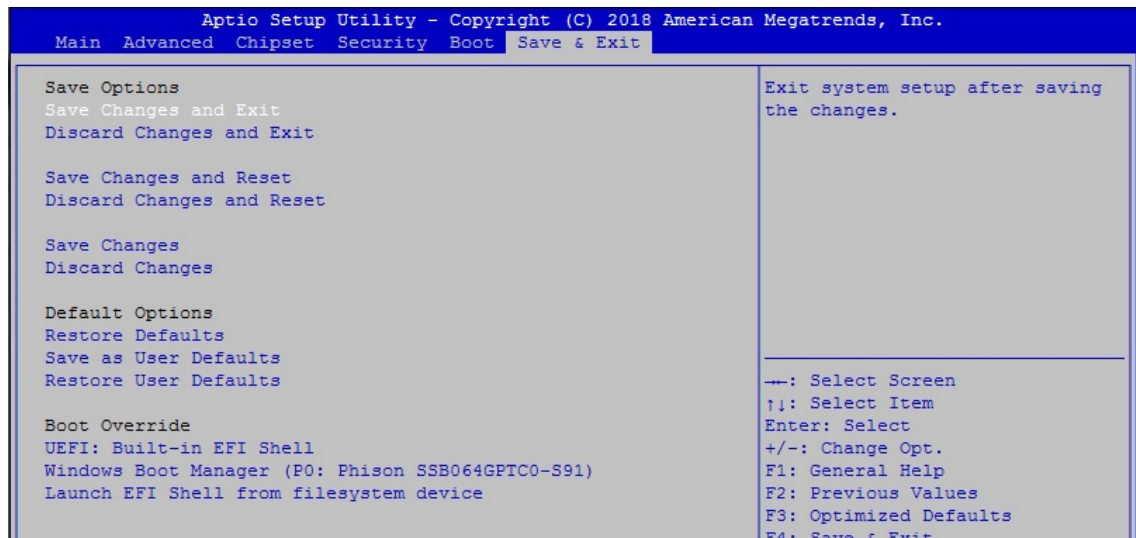 Aptio Setup Utility - Copyright (C) 2018 American Megatrends, Inc.
Main Advanced Chipset Security Boot Save & Exit
Save Options
Save Changes and Exit
Discard Changes and Exit
Save Changes and Reset
Discard Changes and Reset
Save Changes
Discard Changes
Default Options
Restore Defaults
Save as User Defaults
Restore User Defaults
Boot Override
UEFI: Built-in EFI Shell
Windows Boot Manager (P0: Phison SSB064GPTC0-S91)
Launch EFI Shell from filesystem device
Exit system setup after saving
the changes.
→←: Select Screen
↑↓: Select Item
Enter: Select
+/-: Change Opt.
F1: General Help
F2: Previous Values
F3: Optimized Defaults
F4: Save & Exit